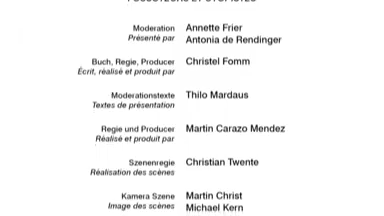 Moderation Annette Frier
Présenté par Antonia de Rendinger
Buch, Regie, Producer Christel Fomm
Écrit, réalisé et produit par
Moderationstexte Thilo Mardaus
Textes de présentation
Regie und Producer Martin Carazo Mendez
Réalisé et produit par
Szenenregie Christian Twente
Réalisation des scènes
Kamera Szene Martin Christ
Image des scènes Michael Kern